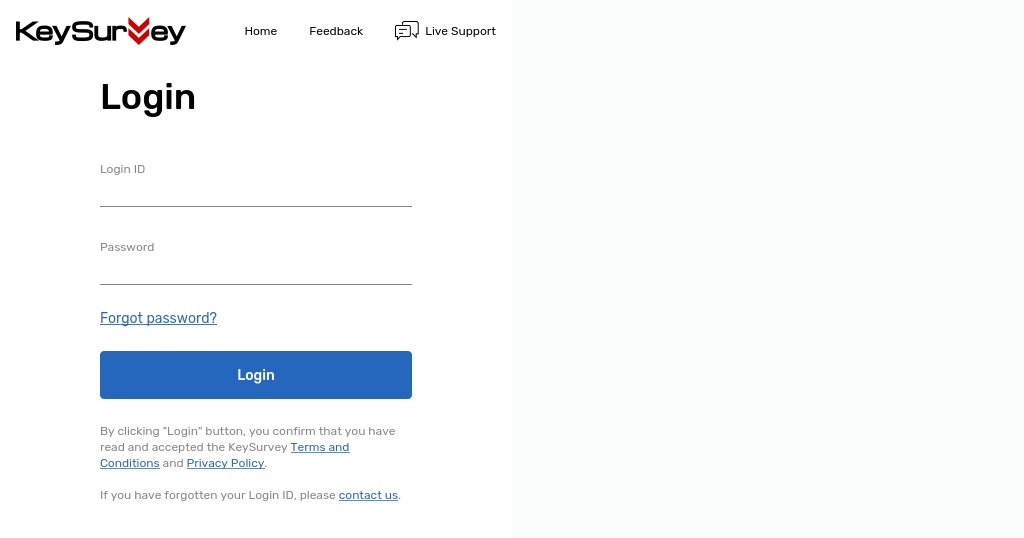 KeySurvey
Home
Feedback
Live Support
Login
Login ID
Password
Forgot password?
Login
By clicking "Login" button, you confirm that you have
read and accepted the KeySurvey Terms and
Conditions and Privacy Policy.
If you have forgotten your Login ID, please contact us.